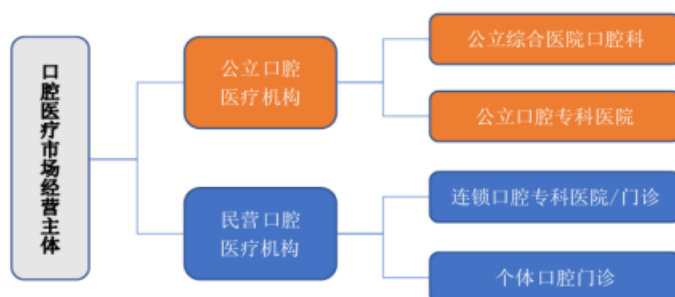 口腔医疗市场经营主体
公立口腔
医疗机构
公立综合医院口腔科
公立口腔专科医院
民营口腔
医疗机构
连锁口腔专科医院/门诊
个体口腔门诊